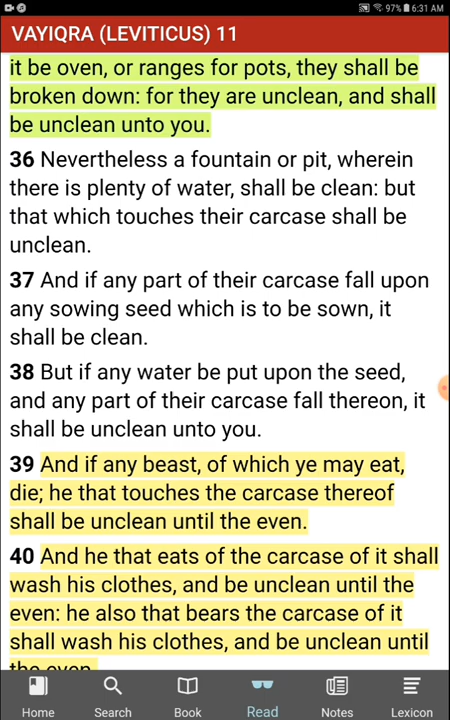 97% 6:31 AM
VAYIQRA (LEVITICUS) 11
it be oven, or ranges for pots, they shall be
broken down: for they are unclean, and shall
be unclean unto you.
36 Nevertheless a fountain or pit, wherein
there is plenty of water, shall be clean: but
that which touches their carcase shall be
unclean.
37 And if any part of their carcase fall upon
any sowing seed which is to be sown, it
shall be clean.
38 But if any water be put upon the seed,
and any part of their carcase fall thereon, it
shall be unclean unto you.
39 And if any beast, of which ye may eat,
die; he that touches the carcase thereof
shall be unclean until the even.
40 And he that eats of the carcase of it shall
wash his clothes, and be unclean until the
even: he also that bears the carcase of it
shall wash his clothes, and be unclean until
the even.
Home Search Book Read Notes Lexicon